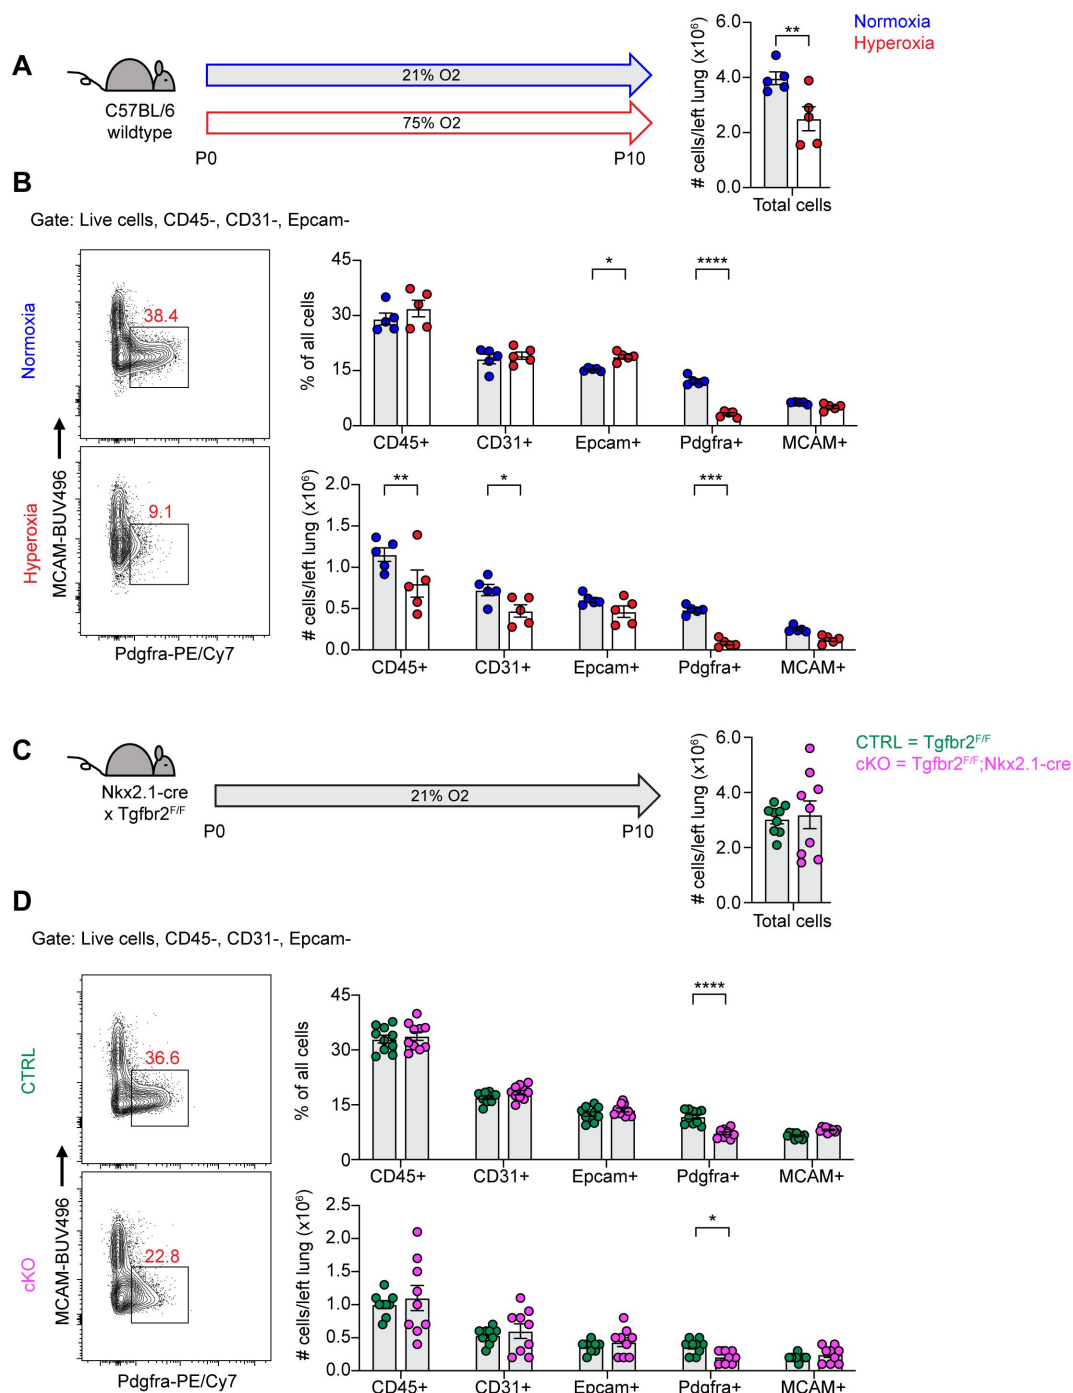 A
C57BL/6
wildtype
21% O2
75% O2
P0
P10
# cells/left lung (x10⁶)
6.0
4.0
2.0
0.0
**
Total cells
Normoxia
Hyperoxia
B
Gate: Live cells, CD45-, CD31-, Epcam-
Normoxia
Hyperoxia
MCAM-BUV496
38.4
9.1
Pdgfra-PE/Cy7
% of all cells
45
30
15
0
*
****
CD45+
CD31+
Epcam+
Pdgfra+
MCAM+
# cells/left lung (x10⁶)
2.0
1.5
1.0
0.5
0.0
**
*
***
CD45+
CD31+
Epcam+
Pdgfra+
MCAM+
C
Nkx2.1-cre
x Tgfbr2ᶠ/ᶠ
21% O2
P0
P10
# cells/left lung (x10⁶)
6.0
4.0
2.0
0.0
Total cells
CTRL = Tgfbr2ᶠ/ᶠ
cKO = Tgfbr2ᶠ/ᶠ;Nkx2.1-cre
D
Gate: Live cells, CD45-, CD31-, Epcam-
CTRL
cKO
MCAM-BUV496
36.6
22.8
Pdgfra-PE/Cy7
% of all cells
45
30
15
0
****
CD45+
CD31+
Epcam+
Pdgfra+
MCAM+
# cells/left lung (x10⁶)
2.5
2.0
1.5
1.0
0.5
0.0
*
CD45+
CD31+
Epcam+
Pdgfra+
MCAM+